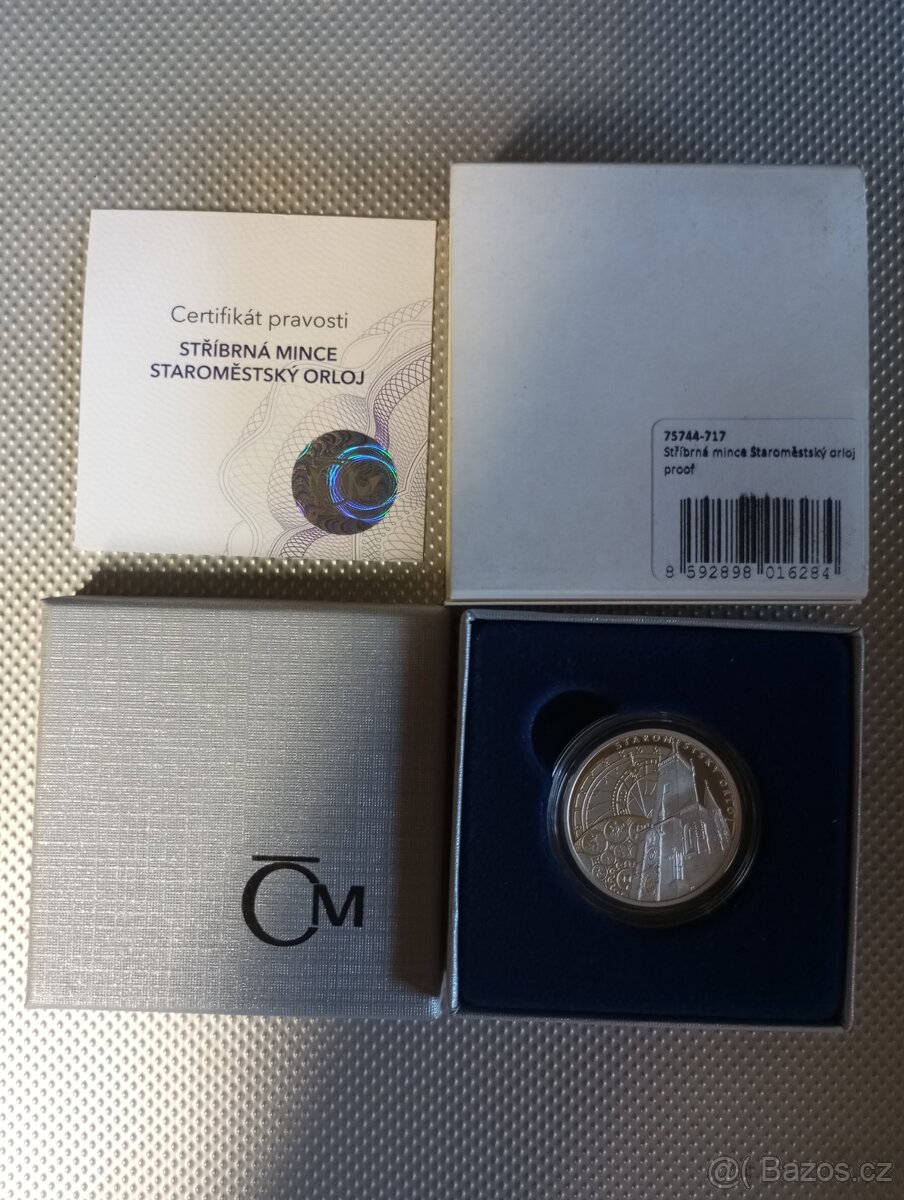 Certifikát pravosti
STŘÍBRNÁ MINCE
STAROMĚSTSKÝ ORLOJ
75744-717
Stříbrná mince Staroměstský orloj
proof
8 592898 016284
ČM
STAROMĚSTSKÝ ORLOJ
@( Bazos.cz